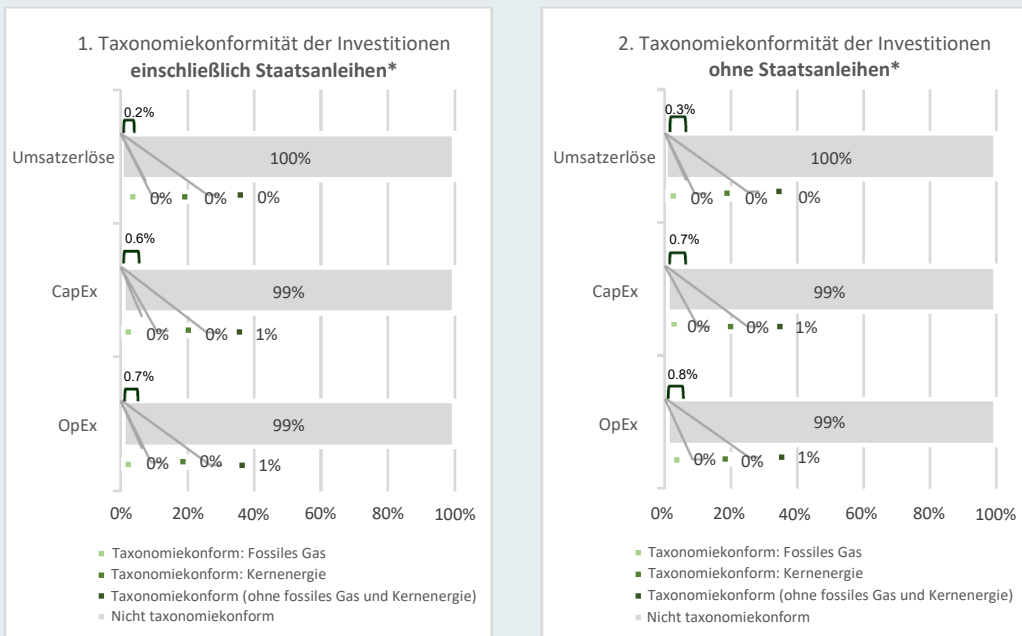 1. Taxonomiekonformität der Investitionen
einschließlich Staatsanleihen*
0.2%
Umsatzerlöse
100%
0% 0% 0%
0.6%
CapEx
99%
0% 0% 1%
0.7%
OpEx
99%
0% 0% 1%
0% 20% 40% 60% 80% 100%
Taxonomiekonform: Fossiles Gas
Taxonomiekonform: Kernenergie
Taxonomiekonform (ohne fossiles Gas und Kernenergie)
Nicht taxonomiekonform
2. Taxonomiekonformität der Investitionen
ohne Staatsanleihen*
0.3%
Umsatzerlöse
100%
0% 0% 0%
0.7%
CapEx
99%
0% 0% 1%
0.8%
OpEx
99%
0% 0% 1%
0% 20% 40% 60% 80% 100%
Taxonomiekonform: Fossiles Gas
Taxonomiekonform: Kernenergie
Taxonomiekonform (ohne fossiles Gas und Kernenergie)
Nicht taxonomiekonform